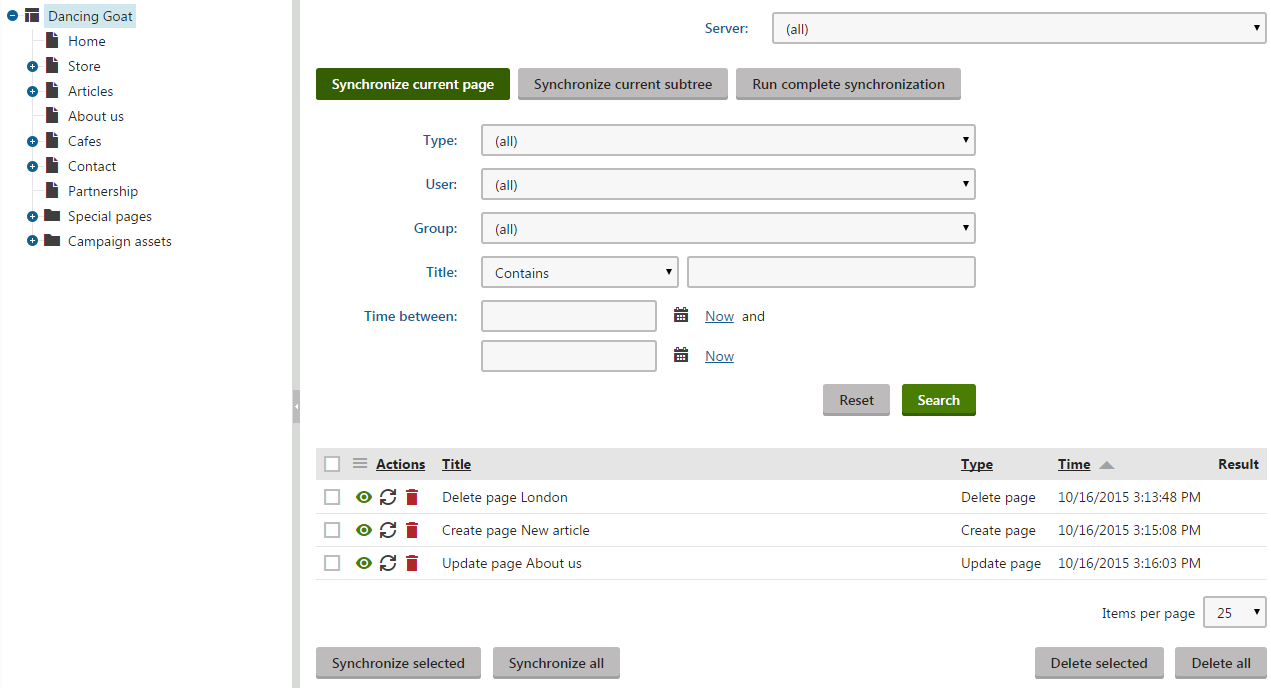 Dancing Goat
Home
Store
Articles
About us
Cafes
Contact
Partnership
Special pages
Campaign assets
Server: (all)
Synchronize current page Synchronize current subtree Run complete synchronization
Type: (all)
User: (all)
Group: (all)
Title: Contains
Time between: Now and
Now
Reset Search
Actions Title Type Time Result
Delete page London Delete page 10/16/2015 3:13:48 PM
Create page New article Create page 10/16/2015 3:15:08 PM
Update page About us Update page 10/16/2015 3:16:03 PM
Items per page 25
Synchronize selected Synchronize all Delete selected Delete all